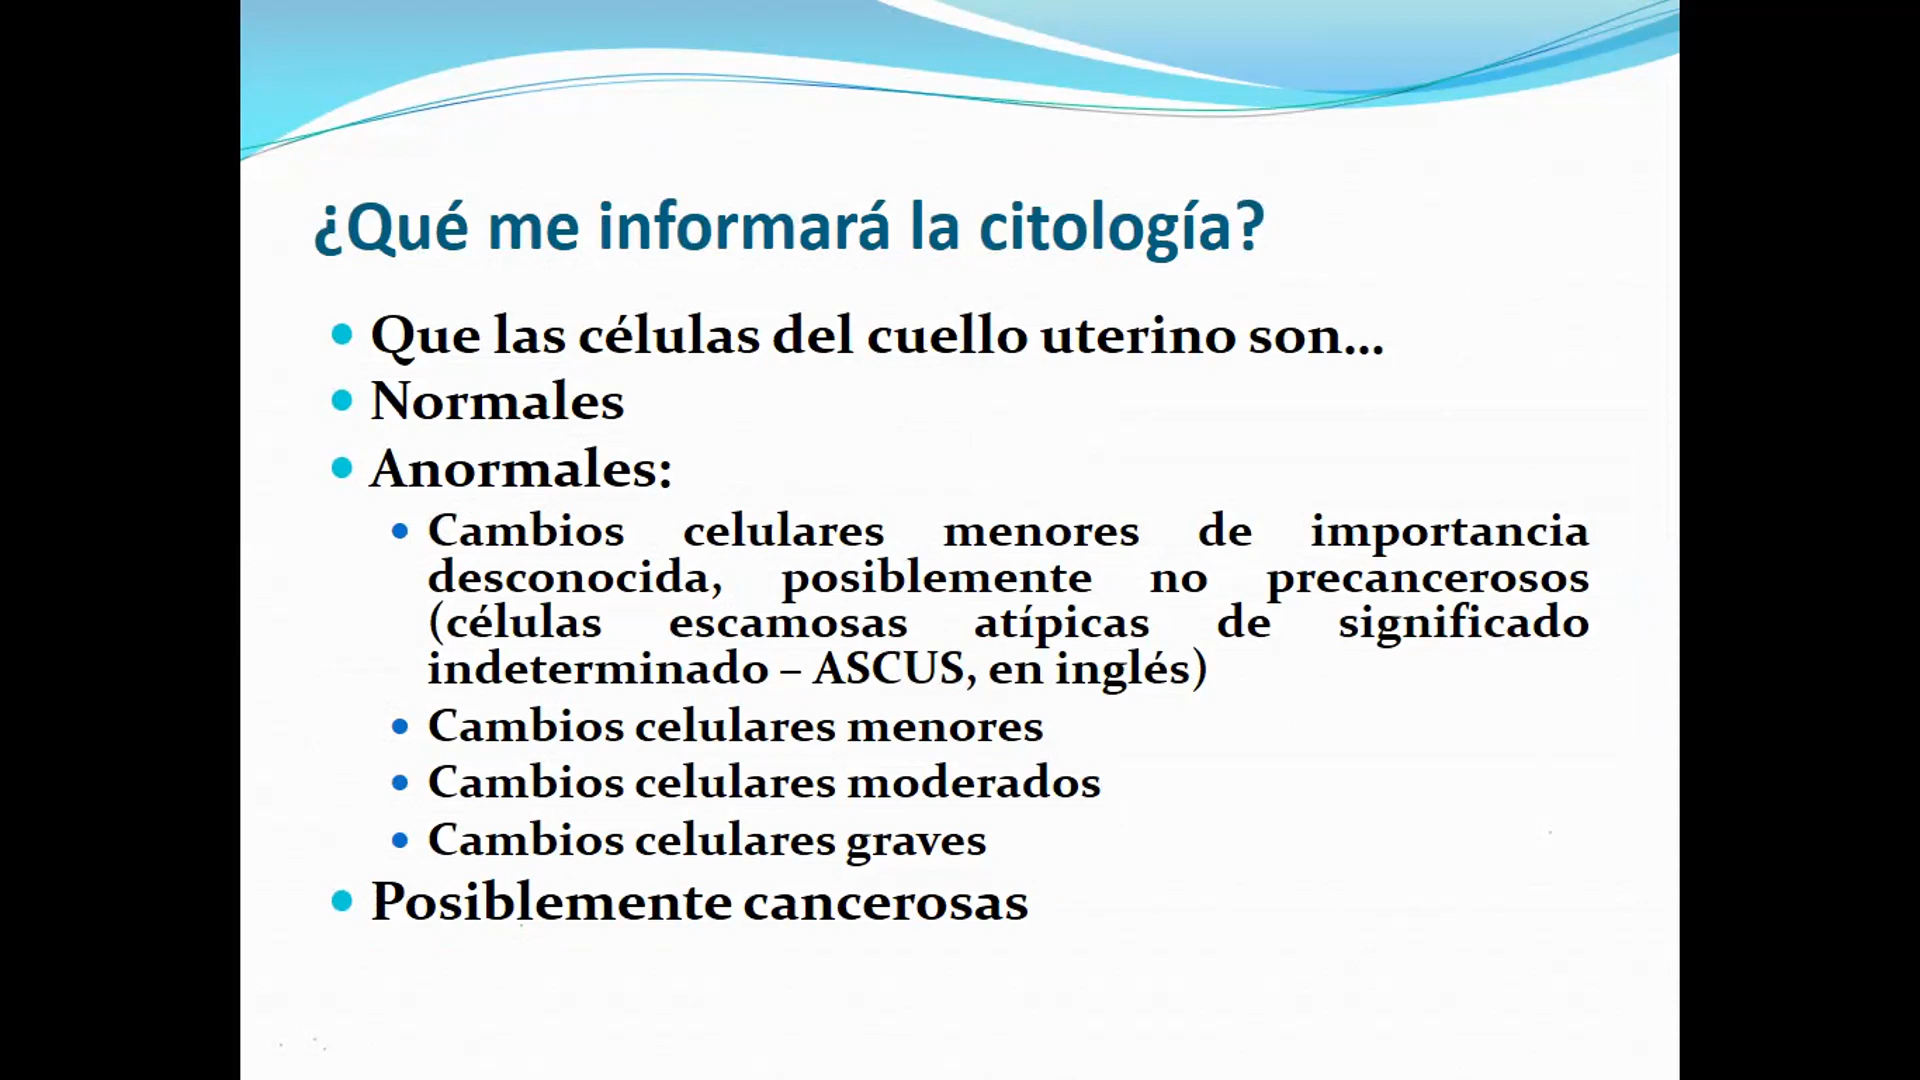 ¿Qué me informará la citología?
• Que las células del cuello uterino son...
• Normales
• Anormales:
• Cambios celulares menores de importancia
desconocida, posiblemente no precancerosos
(células escamosas atípicas de significado
indeterminado – ASCUS, en inglés)
• Cambios celulares menores
• Cambios celulares moderados
• Cambios celulares graves
• Posiblemente cancerosas